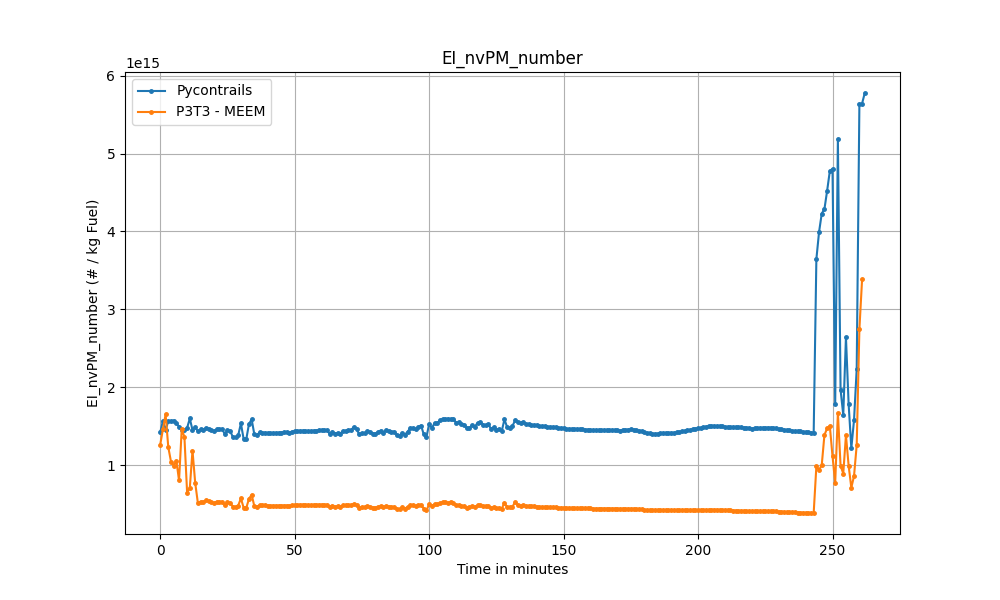 EI_nvPM_number
1e15
Pycontrails
P3T3 - MEEM
EI_nvPM_number (# / kg Fuel)
6
5
4
3
2
1
0 50 100 150 200 250
Time in minutes